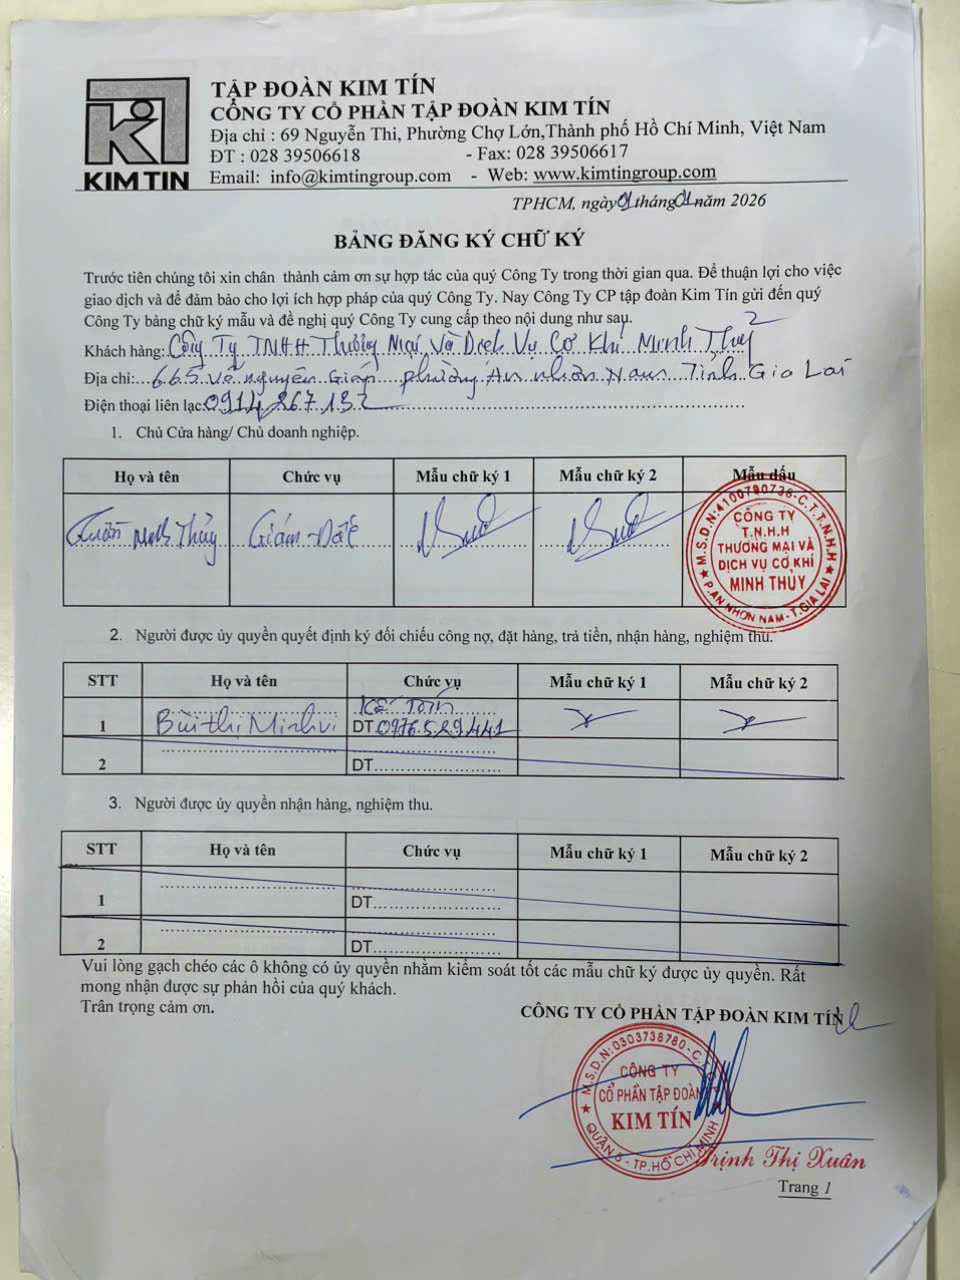 KIM TIN
TẬP ĐOÀN KIM TÍN
CÔNG TY CỔ PHẦN TẬP ĐOÀN KIM TÍN
Địa chỉ : 69 Nguyễn Thi, Phường Chợ Lớn,Thành phố Hồ Chí Minh, Việt Nam
ĐT : 028 39506618 - Fax: 028 39506617
Email: info@kimtingroup.com - Web: www.kimtingroup.com
TPHCM, ngày 01 tháng 01 năm 2026
BẢNG ĐĂNG KÝ CHỮ KÝ
Trước tiên chúng tôi xin chân thành cảm ơn sự hợp tác của quý Công Ty trong thời gian qua. Để thuận lợi cho việc
giao dịch và để đảm bảo cho lợi ích hợp pháp của quý Công Ty. Nay Công Ty CP tập đoàn Kim Tín gửi đến quý
Công Ty bảng chữ ký mẫu và đề nghị quý Công Ty cung cấp theo nội dung như sau.
Khách hàng: Công Ty TNHH Thương Mại Và Dịch Vụ Cơ Khí Minh Thủy
Địa chỉ: 665 Võ Nguyên Giáp, phường An Nhơn Nam Tỉnh Gia Lai
Điện thoại liên lạc: 0914 267 132
1. Chủ Cửa hàng/ Chủ doanh nghiệp.
Họ và tên Chức vụ Mẫu chữ ký 1 Mẫu chữ ký 2 Mẫu dấu
Minh Thủy Giám Đốc
M.S.D.N:4100790736-C.T.T.N.H.H
CÔNG TY
T.N.H.H
THƯƠNG MẠI VÀ
DỊCH VỤ CƠ KHÍ
MINH THỦY
P.AN NHƠN NAM-T.GIA LAI
2. Người được ủy quyền quyết định ký đối chiếu công nợ, đặt hàng, trả tiền, nhận hàng, nghiệm thu.
STT Họ và tên Chức vụ Mẫu chữ ký 1 Mẫu chữ ký 2
Kế Toán
1 Bùi Thị Minh Vi DT 0976.529.441
2 DT
3. Người được ủy quyền nhận hàng, nghiệm thu.
STT Họ và tên Chức vụ Mẫu chữ ký 1 Mẫu chữ ký 2
1 DT
2 DT
Vui lòng gạch chéo các ô không có ủy quyền nhằm kiểm soát tốt các mẫu chữ ký được ủy quyền. Rất
mong nhận được sự phản hồi của quý khách.
Trân trọng cảm ơn.
CÔNG TY CỔ PHẦN TẬP ĐOÀN KIM TÍN
M.S.D.N:0303738780-C.T.
CÔNG TY
CỔ PHẦN TẬP ĐOÀN
KIM TÍN
QUẬN 5 - TP.HỒ CHÍ MINH
Trịnh Thị Xuân
Trang 1